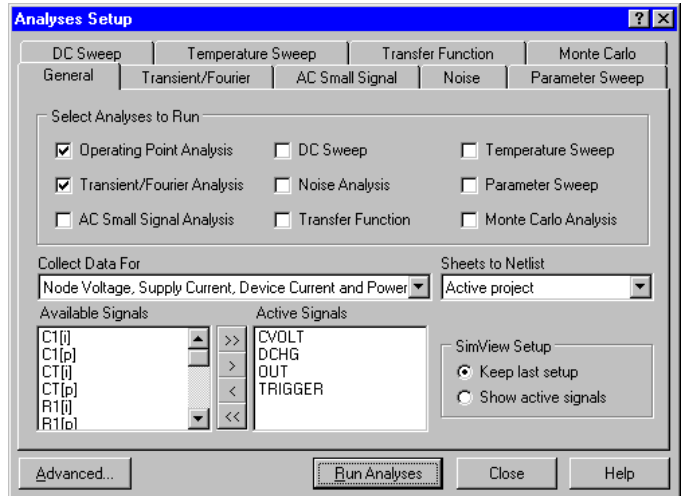 Analyses Setup
DC Sweep Temperature Sweep Transfer Function Monte Carlo
General Transient/Fourier AC Small Signal Noise Parameter Sweep
Select Analyses to Run
Operating Point Analysis DC Sweep Temperature Sweep
Transient/Fourier Analysis Noise Analysis Parameter Sweep
AC Small Signal Analysis Transfer Function Monte Carlo Analysis
Collect Data For Sheets to Netlist
Node Voltage, Supply Current, Device Current and Power Active project
Available Signals Active Signals
C1[i]
C1[p]
CT[i]
CT[p]
R1[i]
R1[p]
>>
>
<
<<
CVOLT
DCHG
OUT
TRIGGER
SimView Setup
Keep last setup
Show active signals
Advanced... Run Analyses Close Help